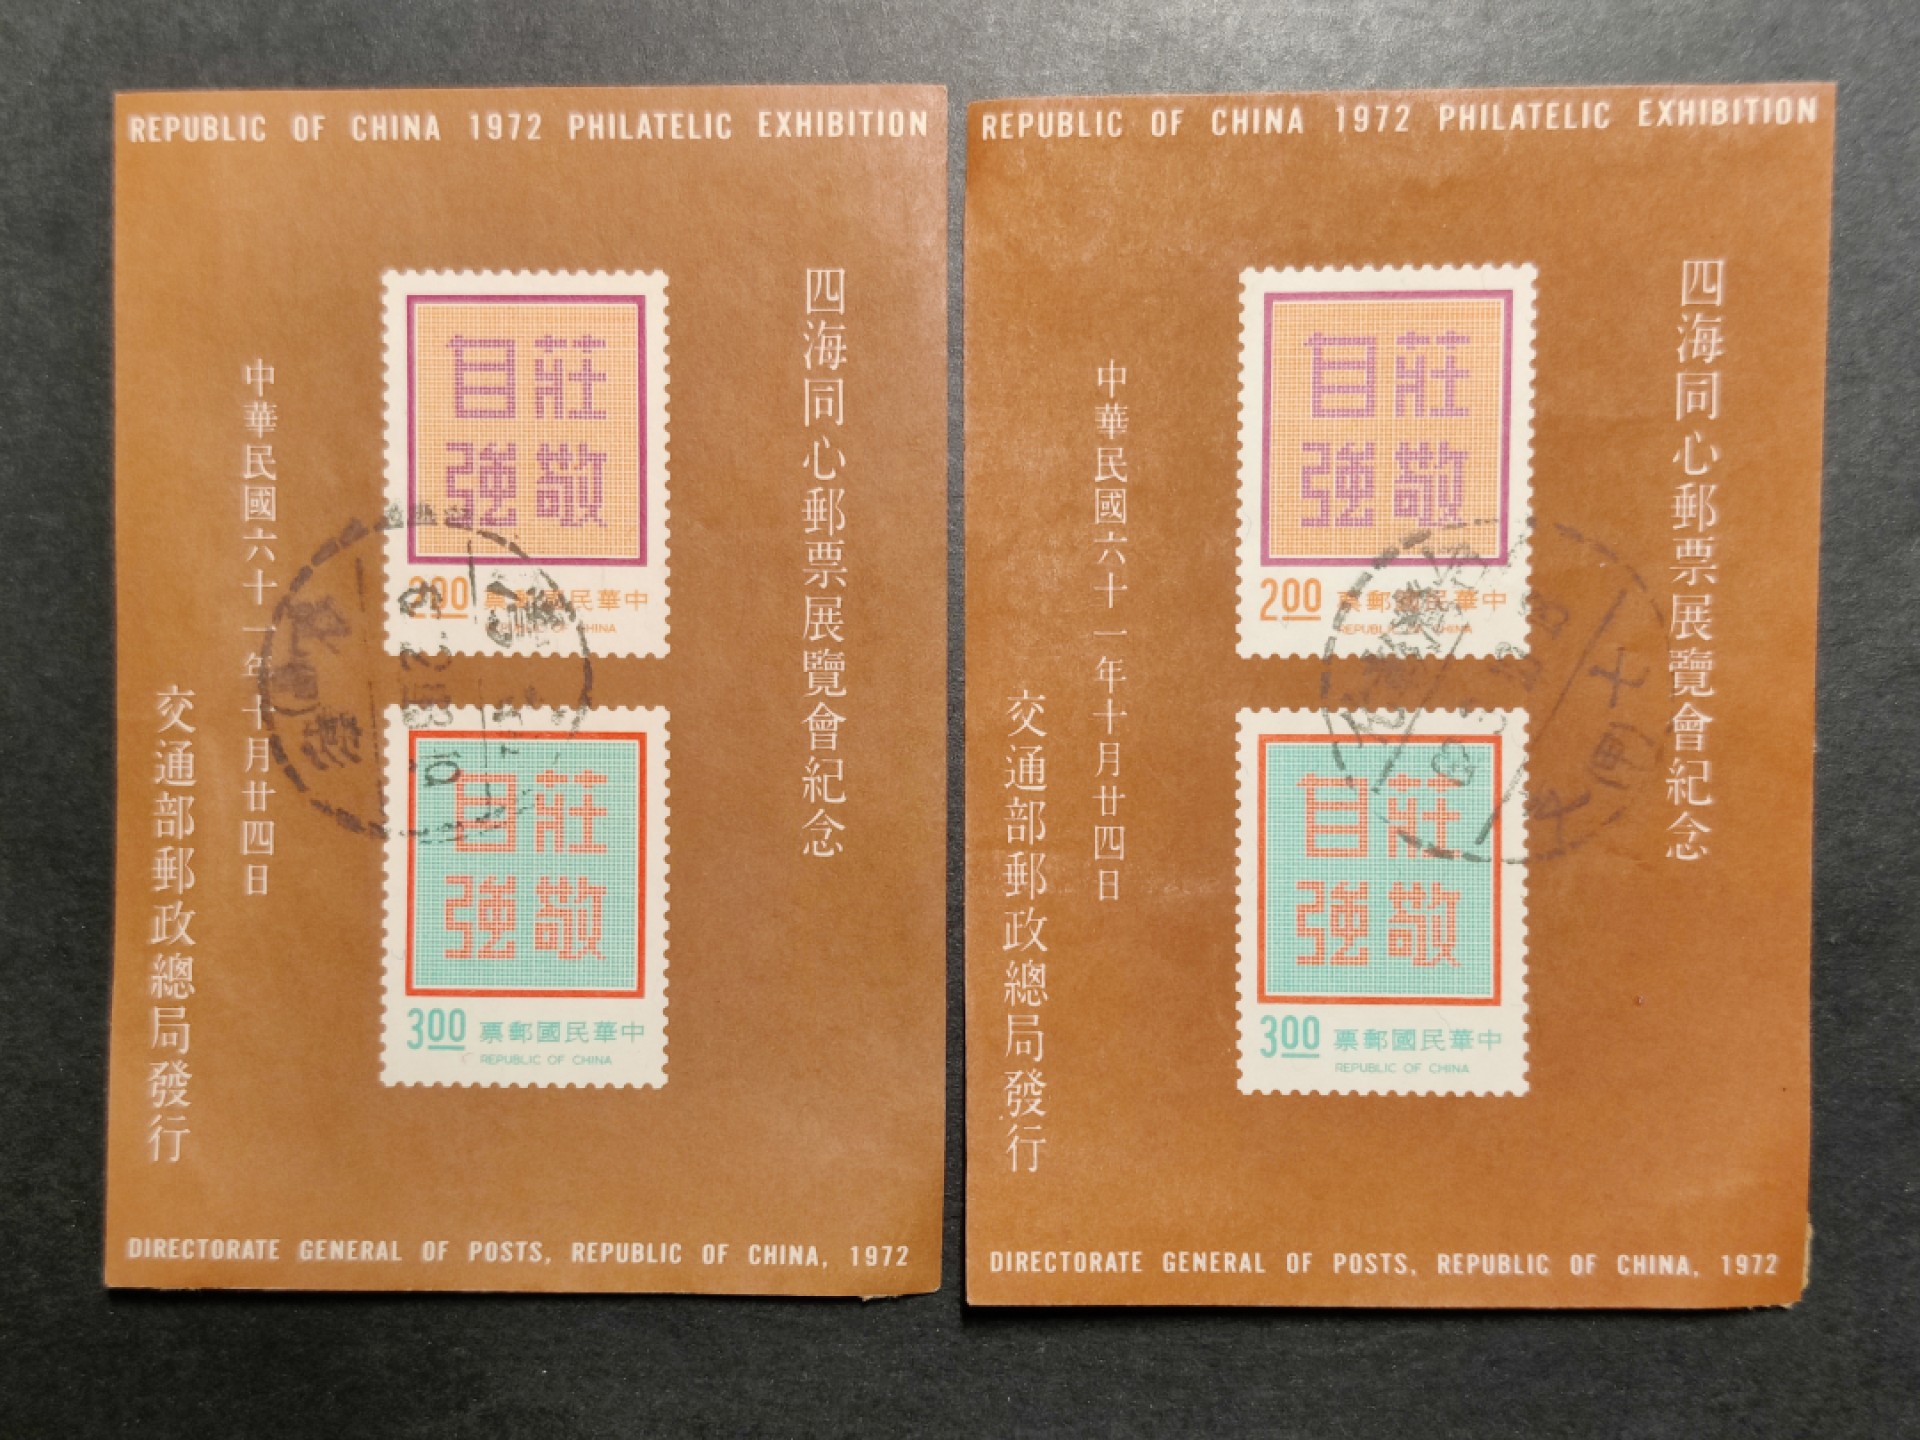 REPUBLIC OF CHINA 1972 PHILATELIC EXHIBITION
四海同心郵票展覽會紀念
莊敬
自強
2.00
中華民國郵票
REPUBLIC OF CHINA
莊敬
自強
3.00
中華民國郵票
REPUBLIC OF CHINA
中華民國六十一年十月廿四日
交通部郵政總局發行
DIRECTORATE GENERAL OF POSTS, REPUBLIC OF CHINA, 1972
REPUBLIC OF CHINA 1972 PHILATELIC EXHIBITION
四海同心郵票展覽會紀念
莊敬
自強
2.00
中華民國郵票
REPUBLIC OF CHINA
莊敬
自強
3.00
中華民國郵票
REPUBLIC OF CHINA
中華民國六十一年十月廿四日
交通部郵政總局發行
DIRECTORATE GENERAL OF POSTS, REPUBLIC OF CHINA, 1972